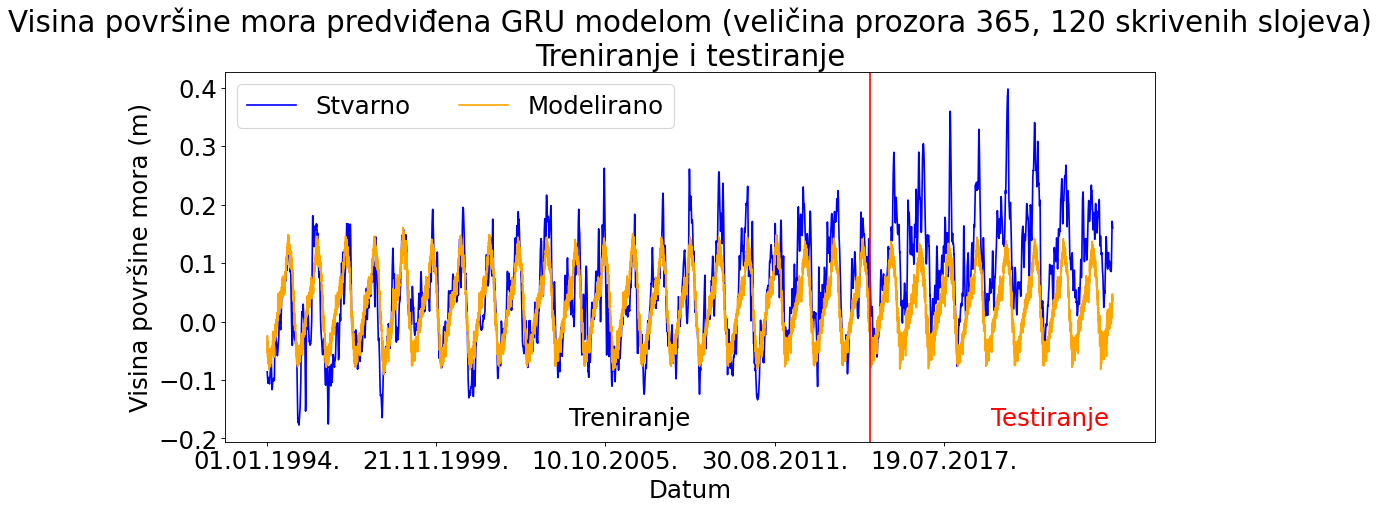 Visina površine mora predviđena GRU modelom (veličina prozora 365, 120 skrivenih slojeva)
Treniranje i testiranje
Stvarno
Modelirano
Visina površine mora (m)
0.4
0.3
0.2
0.1
0.0
−0.1
−0.2
Treniranje
Testiranje
01.01.1994.
21.11.1999.
10.10.2005.
30.08.2011.
19.07.2017.
Datum